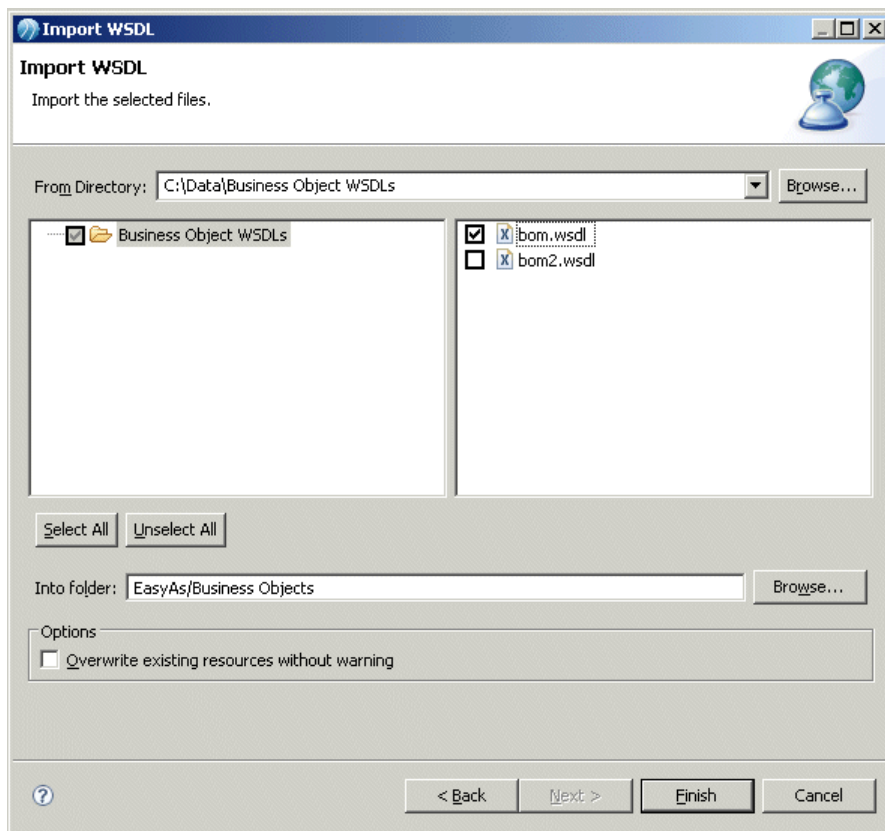 Import WSDL
Import WSDL
Import the selected files.
From Directory: C:\Data\Business Object WSDLs Browse...
Business Object WSDLs
bom.wsdl
bom2.wsdl
Select All Unselect All
Into folder: EasyAs/Business Objects Browse...
Options
Overwrite existing resources without warning
< Back Next > Finish Cancel